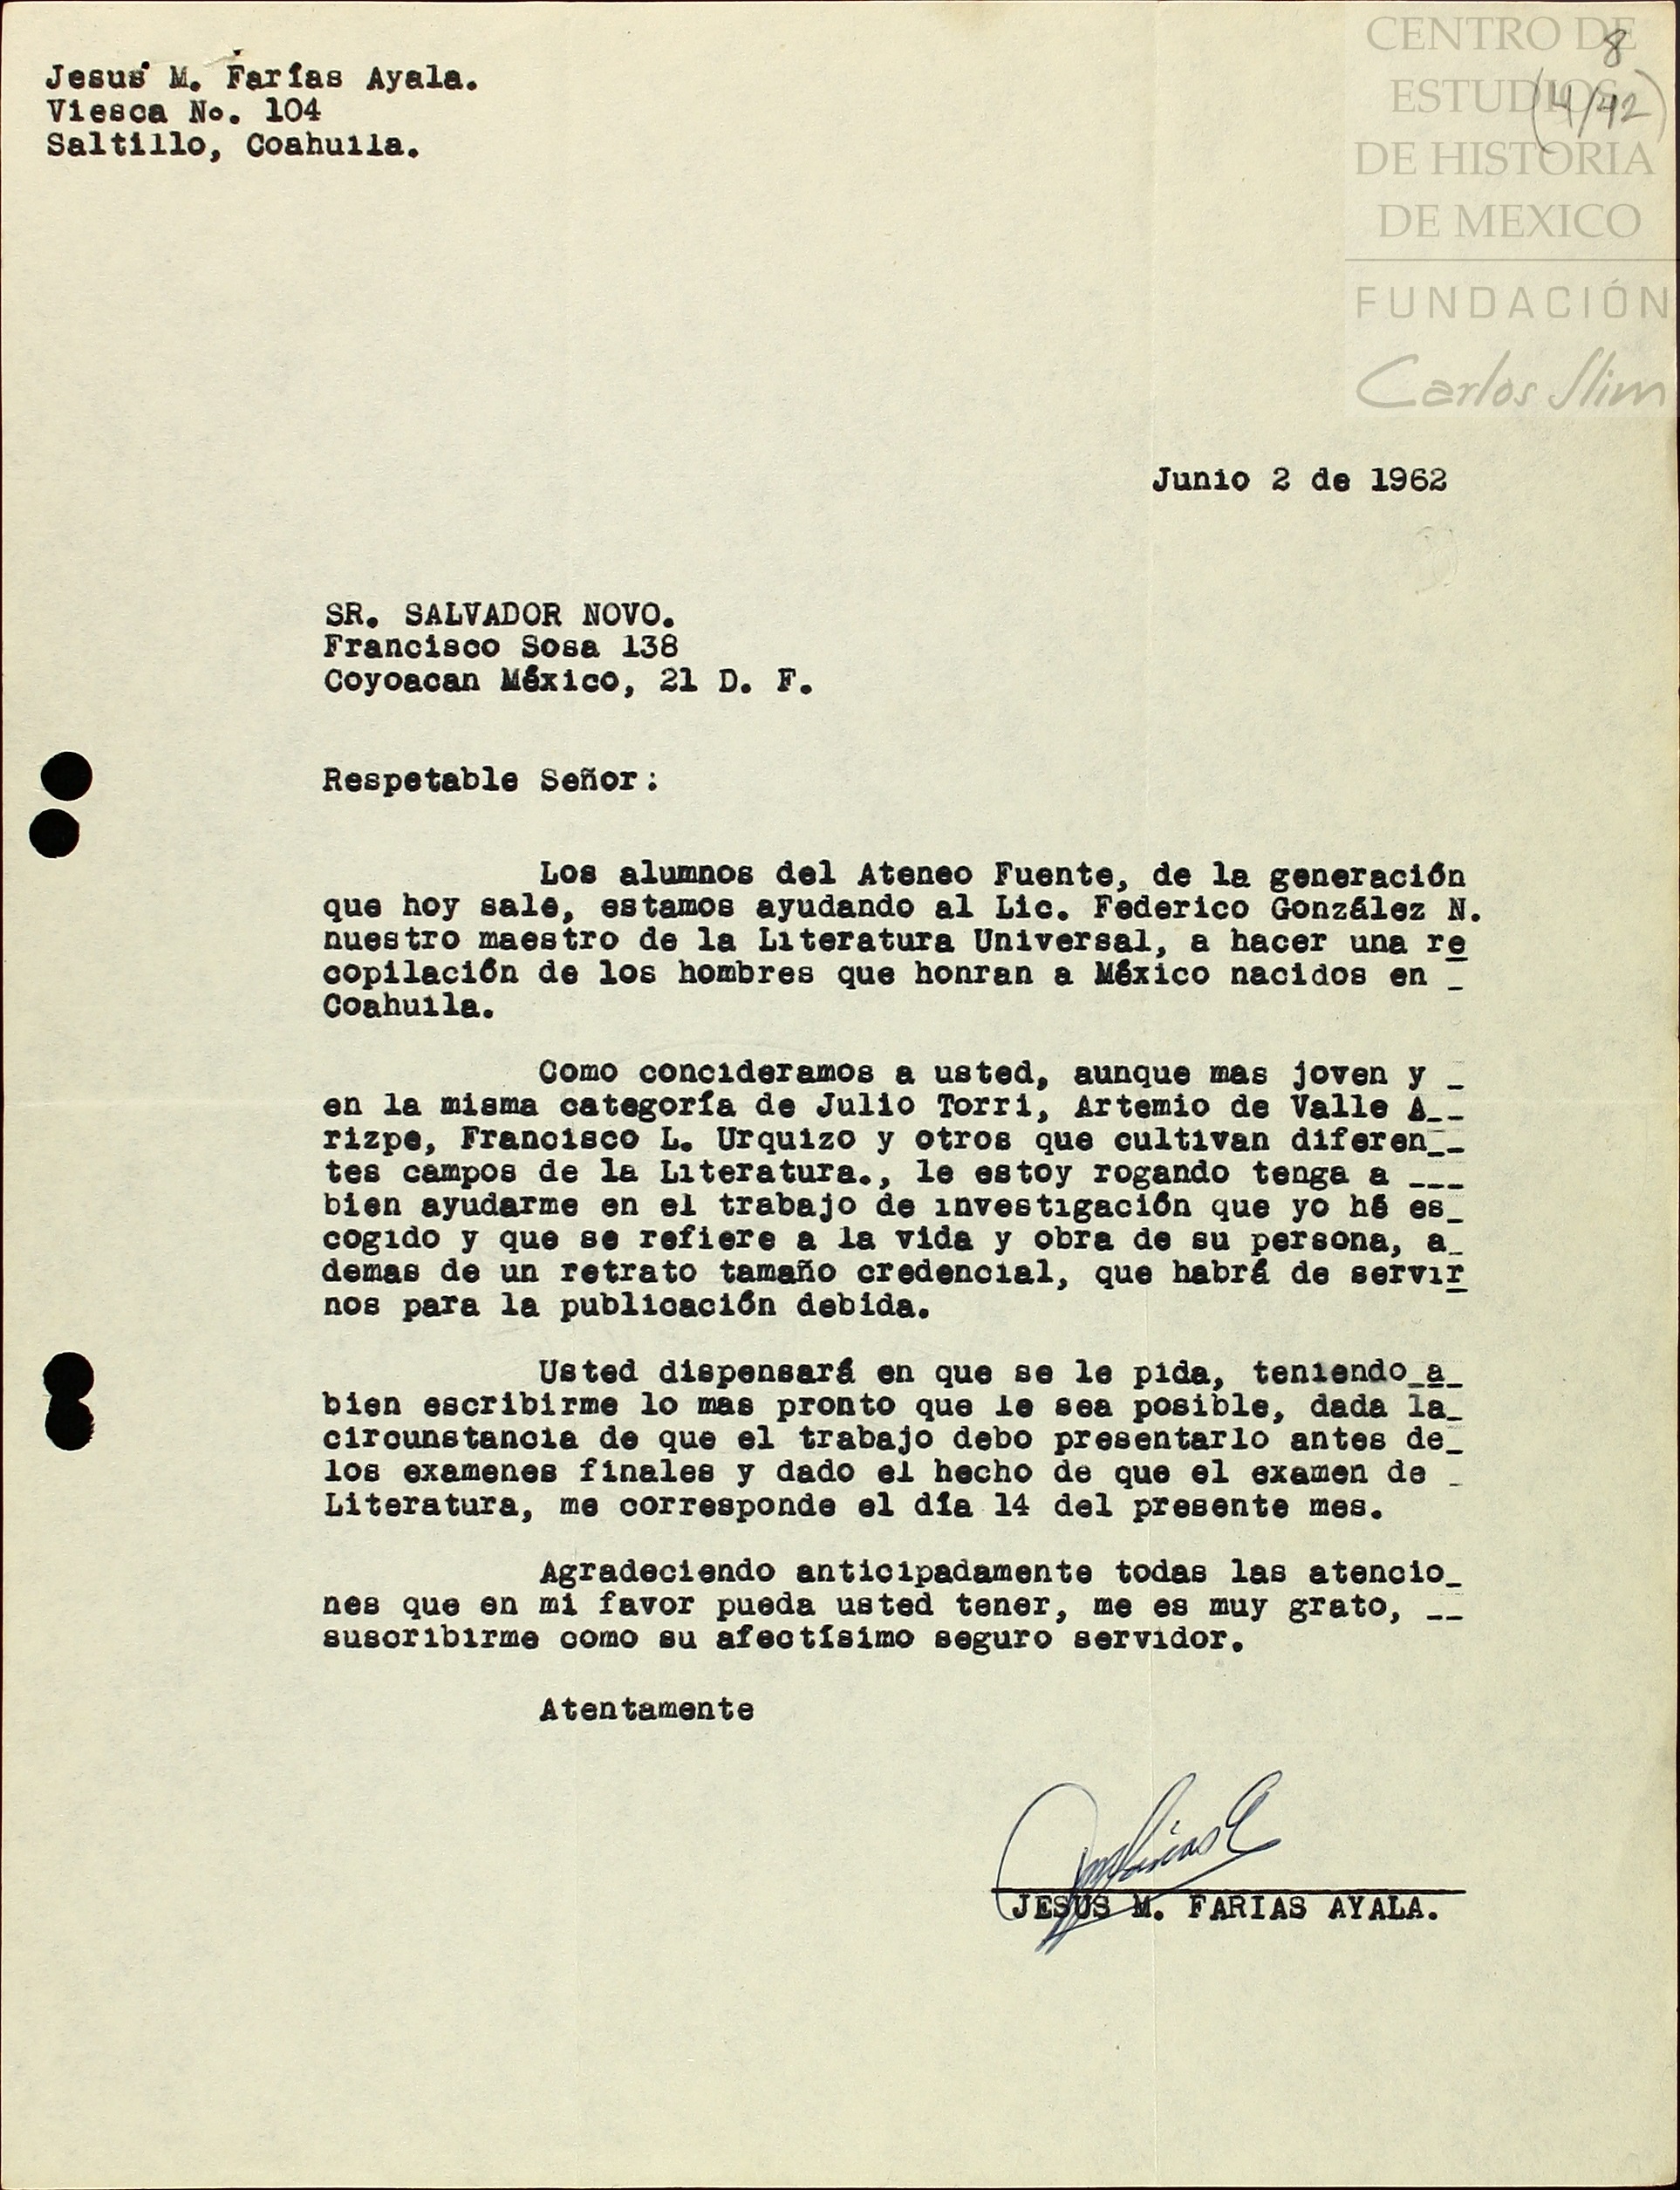 Jesus M. Farías Ayala.
Viesca No. 104
Saltillo, Coahuila.
CENTRO DE
ESTUDIOS
DE HISTORIA
DE MEXICO
FUNDACIÓN
Carlos Slim
8
(4/42)
Junio 2 de 1962
SR. SALVADOR NOVO.
Francisco Sosa 138
Coyoacan México, 21 D. F.
Respetable Señor:
Los alumnos del Ateneo Fuente, de la generación
que hoy sale, estamos ayudando al Lic. Federico González N.
nuestro maestro de la Literatura Universal, a hacer una re
copilación de los hombres que honran a México nacidos en _
Coahuila.
Como concideramos a usted, aunque mas joven y _
en la misma categoría de Julio Torri, Artemio de Valle A__
rizpe, Francisco L. Urquizo y otros que cultivan diferen__
tes campos de la Literatura., le estoy rogando tenga a ___
bien ayudarme en el trabajo de investigación que yo hé es_
cogido y que se refiere a la vida y obra de su persona, a_
demas de un retrato tamaño credencial, que habrá de servir
nos para la publicación debida.
Usted dispensará en que se le pida, teniendo_a_
bien escribirme lo mas pronto que le sea posible, dada la_
circunstancia de que el trabajo debo presentarlo antes de_
los examenes finales y dado el hecho de que el examen de _
Literatura, me corresponde el día 14 del presente mes.
Agradeciendo anticipadamente todas las atencio_
nes que en mi favor pueda usted tener, me es muy grato, __
suscribirme como su afectísimo seguro servidor.
Atentamente
JESUS M. FARIAS AYALA.